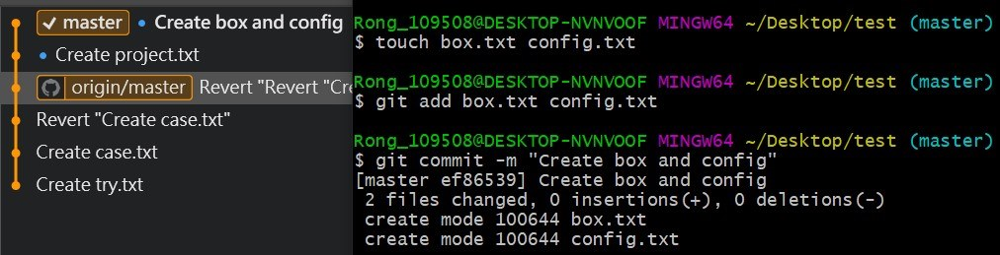 master Create box and config
Create project.txt
origin/master Revert "Revert "Cre
Revert "Create case.txt"
Create case.txt
Create try.txt
Rong_109508@DESKTOP-NVNVOOF MINGW64 ~/Desktop/test (master)
$ touch box.txt config.txt
Rong_109508@DESKTOP-NVNVOOF MINGW64 ~/Desktop/test (master)
$ git add box.txt config.txt
Rong_109508@DESKTOP-NVNVOOF MINGW64 ~/Desktop/test (master)
$ git commit -m "Create box and config"
[master ef86539] Create box and config
2 files changed, 0 insertions(+), 0 deletions(-)
create mode 100644 box.txt
create mode 100644 config.txt